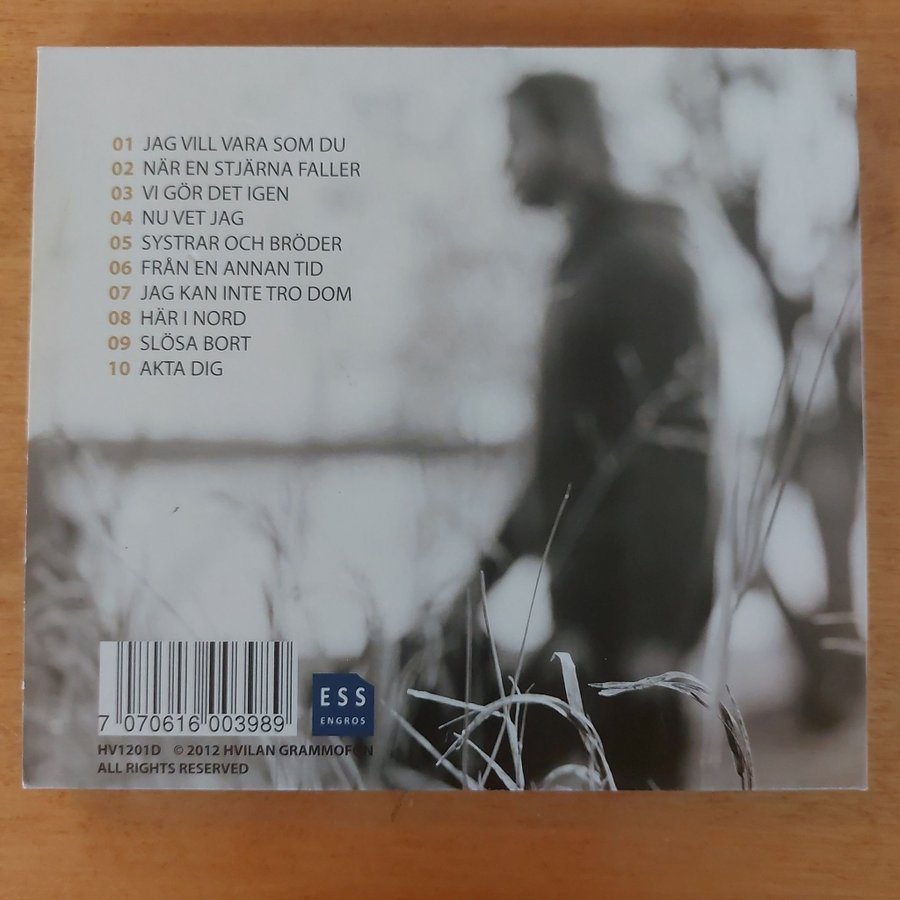 01 JAG VILL VARA SOM DU
02 NÄR EN STJÄRNA FALLER
03 VI GÖR DET IGEN
04 NU VET JAG
05 SYSTRAR OCH BRÖDER
06 FRÅN EN ANNAN TID
07 JAG KAN INTE TRO DOM
08 HÄR I NORD
09 SLÖSA BORT
10 AKTA DIG
7 070616 003989
ESS
ENGROS
HV1201D © 2012 HVILAN GRAMMOFON
ALL RIGHTS RESERVED